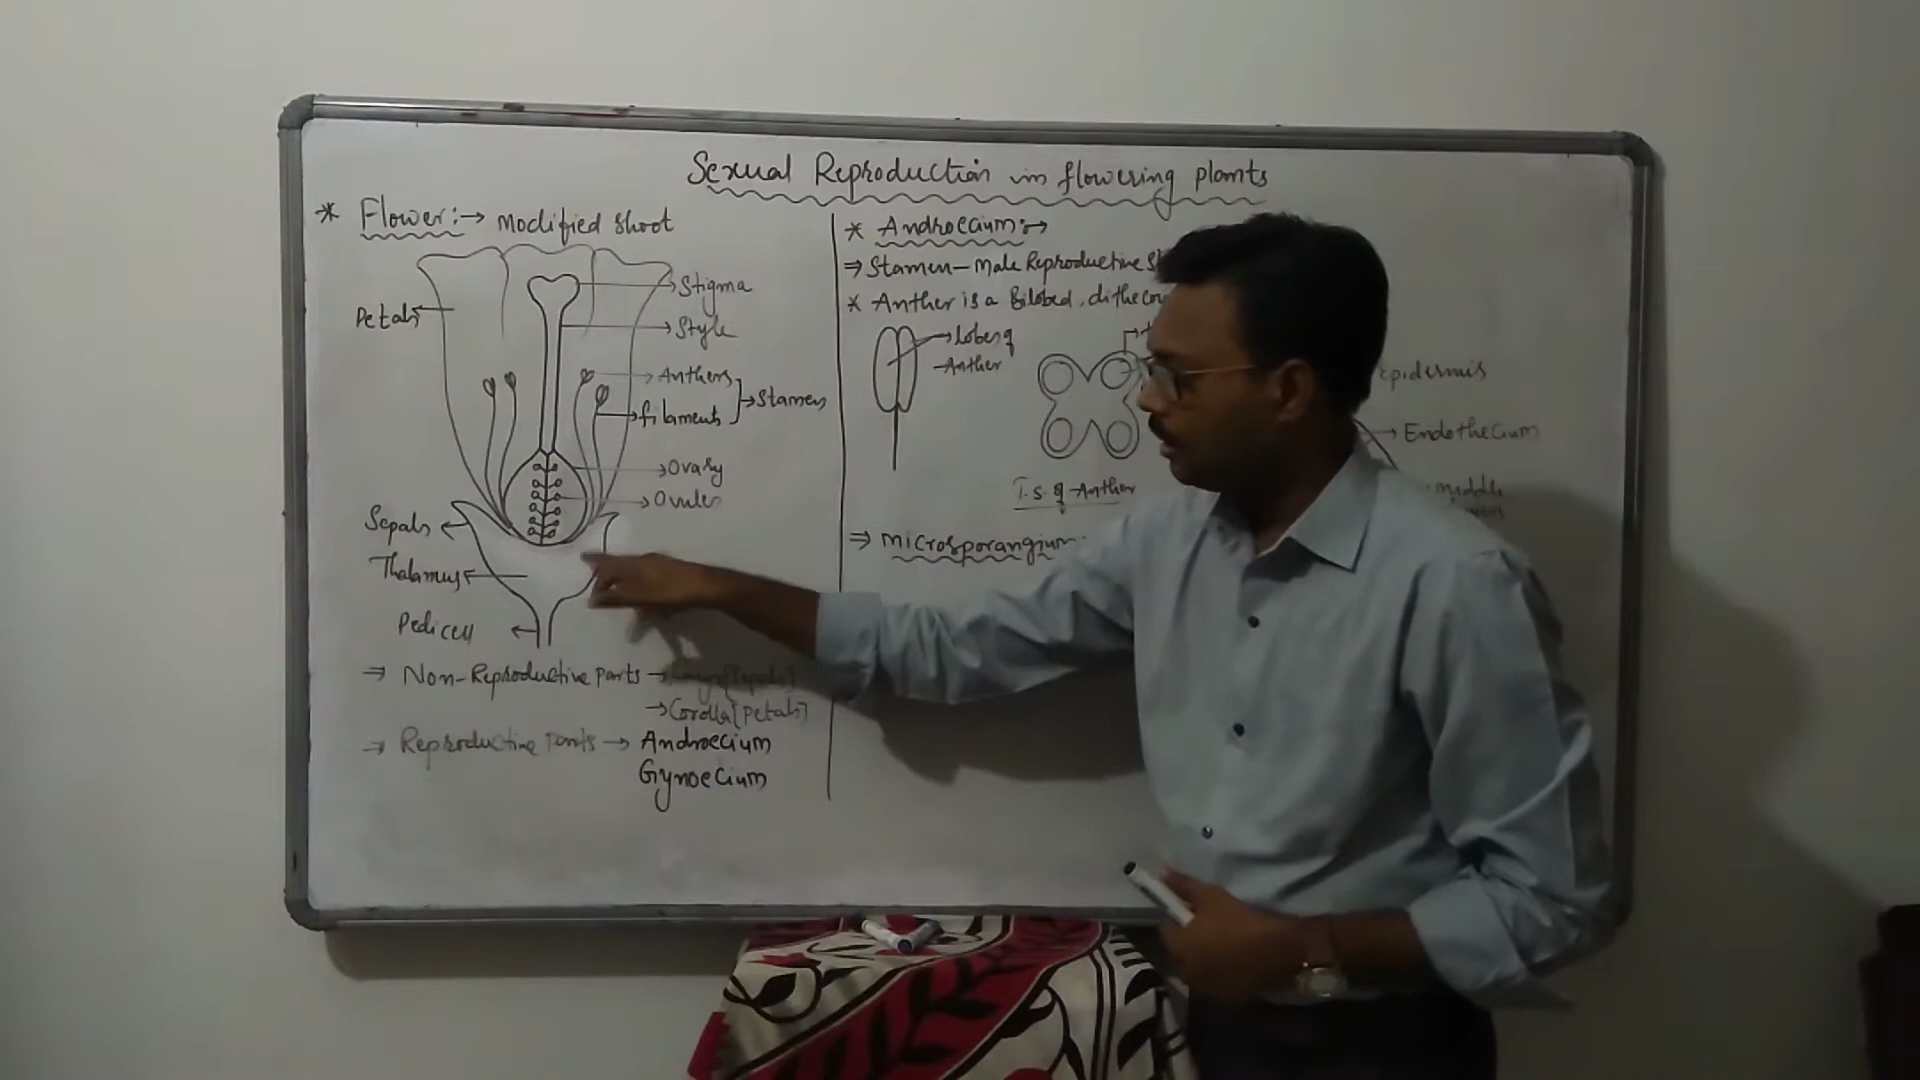 Sexual Reproduction in flowering plants
* Flower:→ Modified Shoot
Petals
Stigma
Style
Anthers
filaments
Stamen
Ovary
Ovules
Sepals
Thalamus
Pedicell
⇒ Non-Reproductive parts →
→ Corolla [Petals]
→ Reproductive Parts → Androecium
Gynoecium
* Androecium:→
⇒ Stamen - Male Reproductive
* Anther is a Bilobed,
Lobes of
Anther
Epidermis
Endothecium
middle
T.S. of Anther
⇒ Microsporangium: